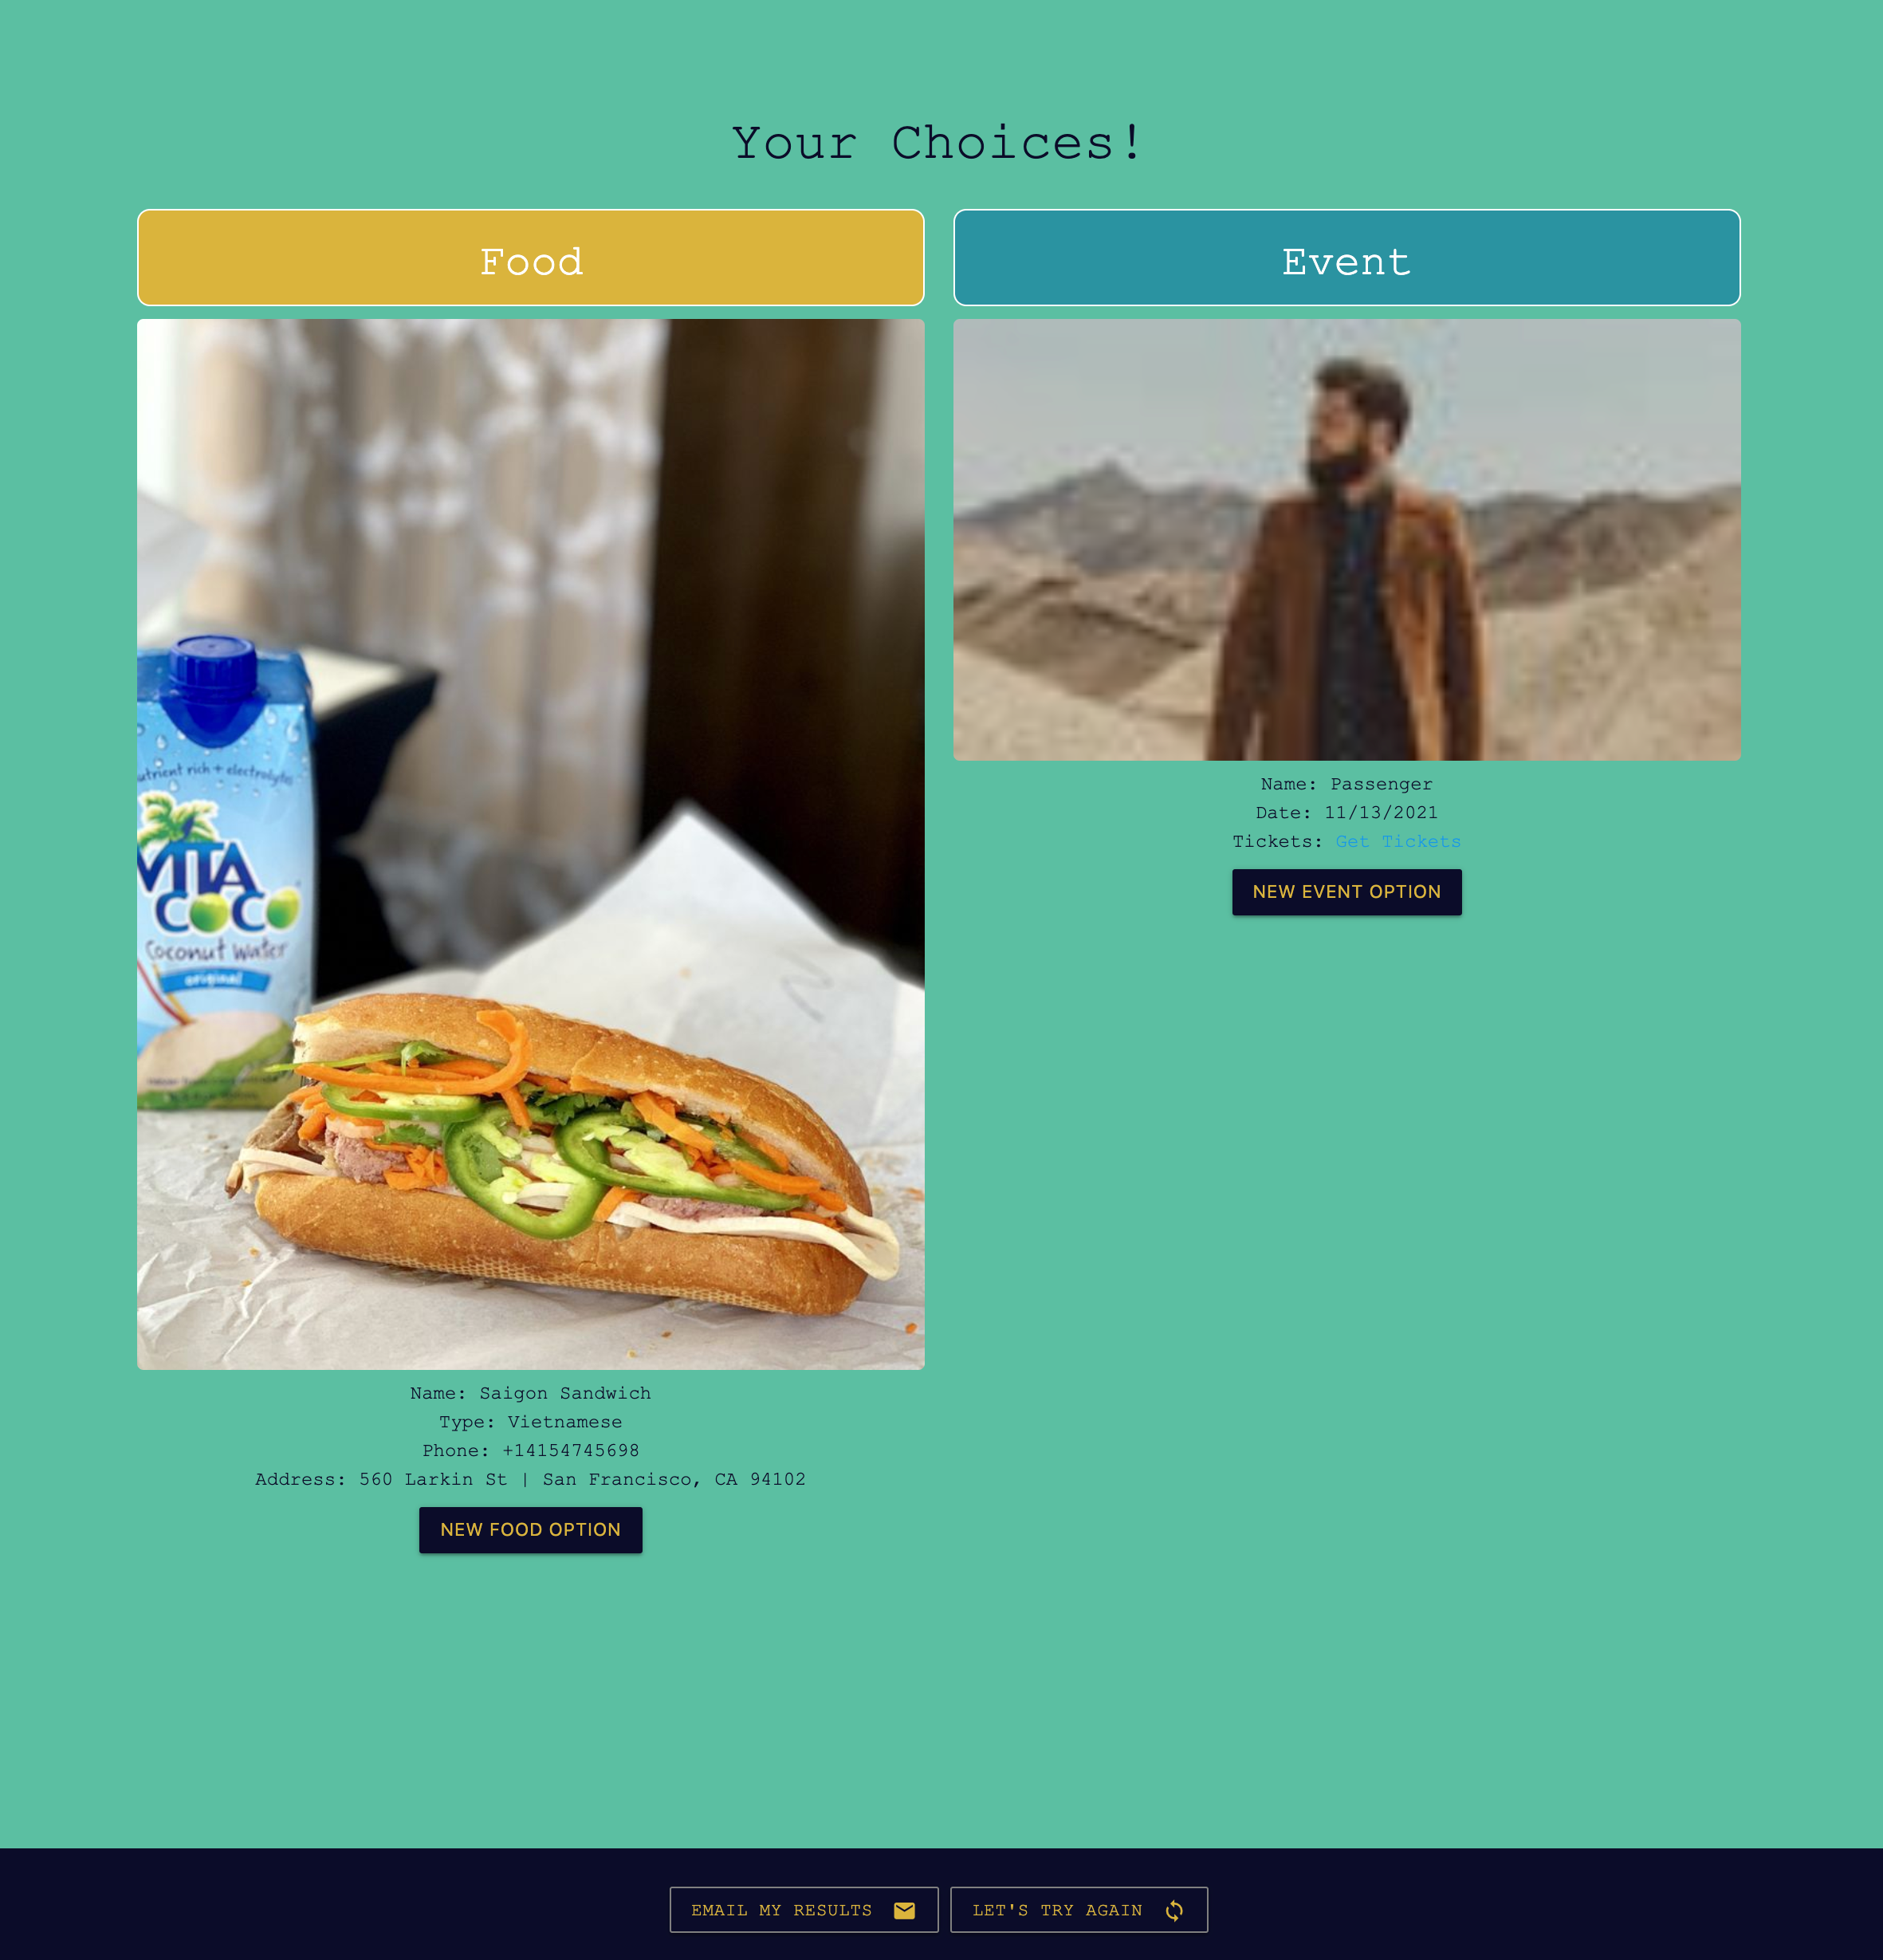 Your Choices!
Food
utrient rich + electrolytes
VITA
COCO
Coconut Water
original
Name: Saigon Sandwich
Type: Vietnamese
Phone: +14154745698
Address: 560 Larkin St | San Francisco, CA 94102
NEW FOOD OPTION
Event
Name: Passenger
Date: 11/13/2021
Tickets: Get Tickets
NEW EVENT OPTION
EMAIL MY RESULTS
LET'S TRY AGAIN